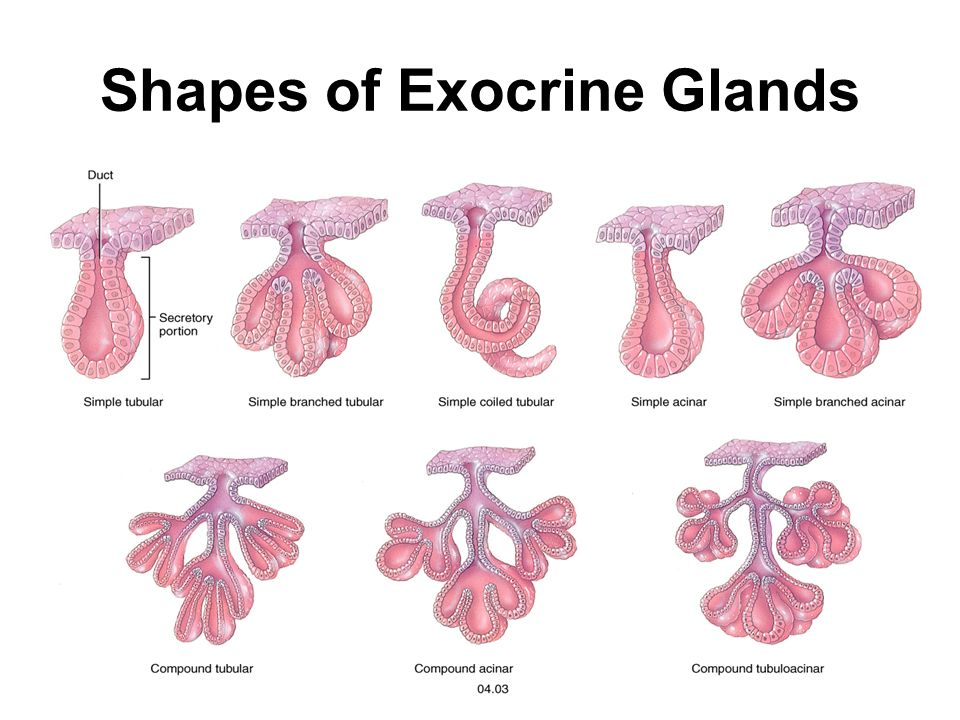 Shapes of Exocrine Glands
Duct
Secretory
portion
Simple tubular
Simple branched tubular
Simple coiled tubular
Simple acinar
Simple branched acinar
Compound tubular
Compound acinar
Compound tubuloacinar
04.03